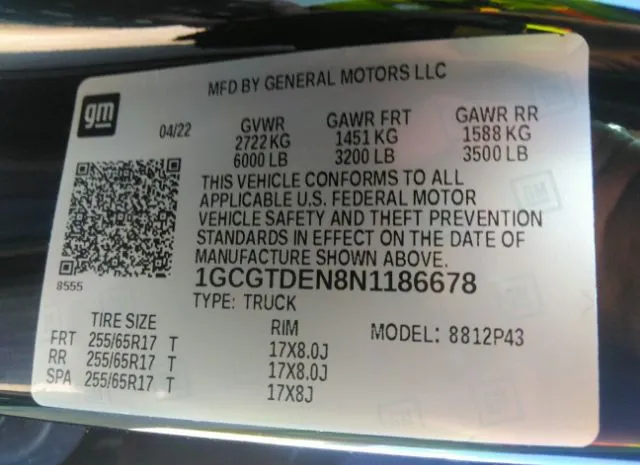 MFD BY GENERAL MOTORS LLC
gm
04/22
GVWR GAWR FRT GAWR RR
2722 KG 1451 KG 1588 KG
6000 LB 3200 LB 3500 LB
THIS VEHICLE CONFORMS TO ALL
APPLICABLE U.S. FEDERAL MOTOR
VEHICLE SAFETY AND THEFT PREVENTION
STANDARDS IN EFFECT ON THE DATE OF
MANUFACTURE SHOWN ABOVE.
8555
1GCGTDEN8N1186678
TYPE: TRUCK
TIRE SIZE RIM MODEL: 8812P43
FRT 255/65R17 T 17X8.0J
RR 255/65R17 T 17X8.0J
SPA 255/65R17 T 17X8J